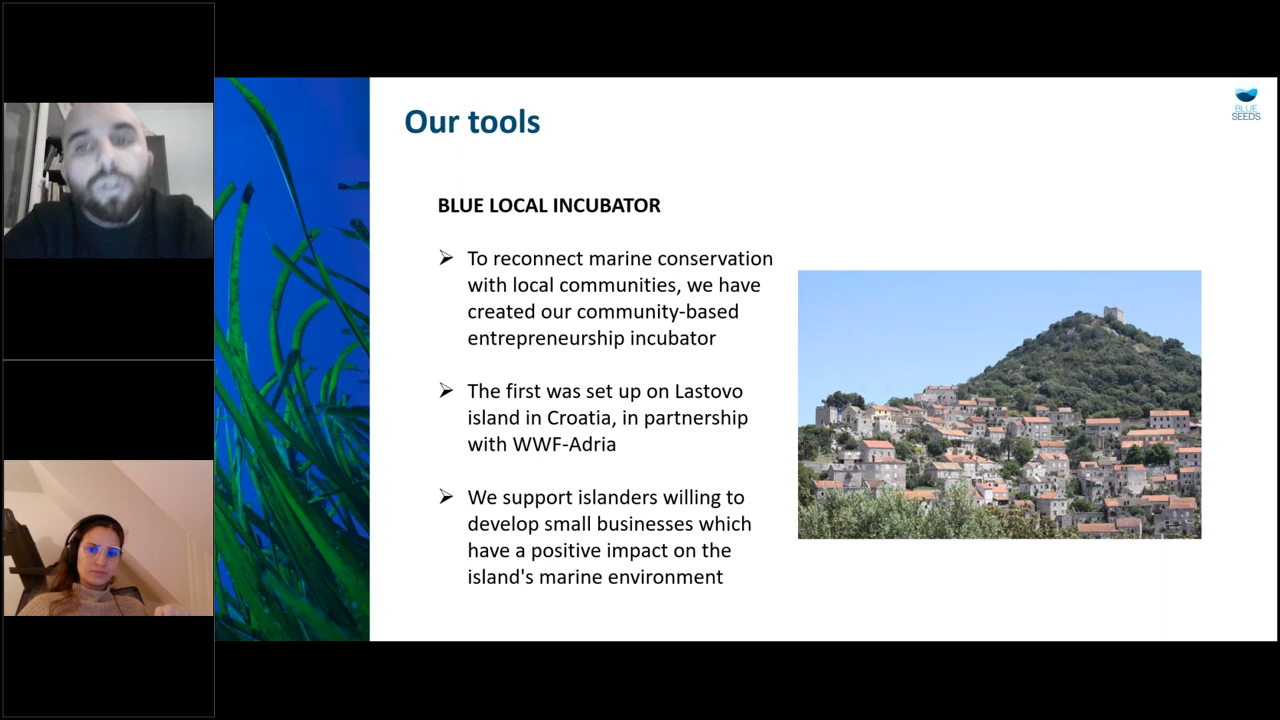 Our tools
BLUE
SEEDS
BLUE LOCAL INCUBATOR
To reconnect marine conservation
with local communities, we have
created our community-based
entrepreneurship incubator
The first was set up on Lastovo
island in Croatia, in partnership
with WWF-Adria
We support islanders willing to
develop small businesses which
have a positive impact on the
island's marine environment